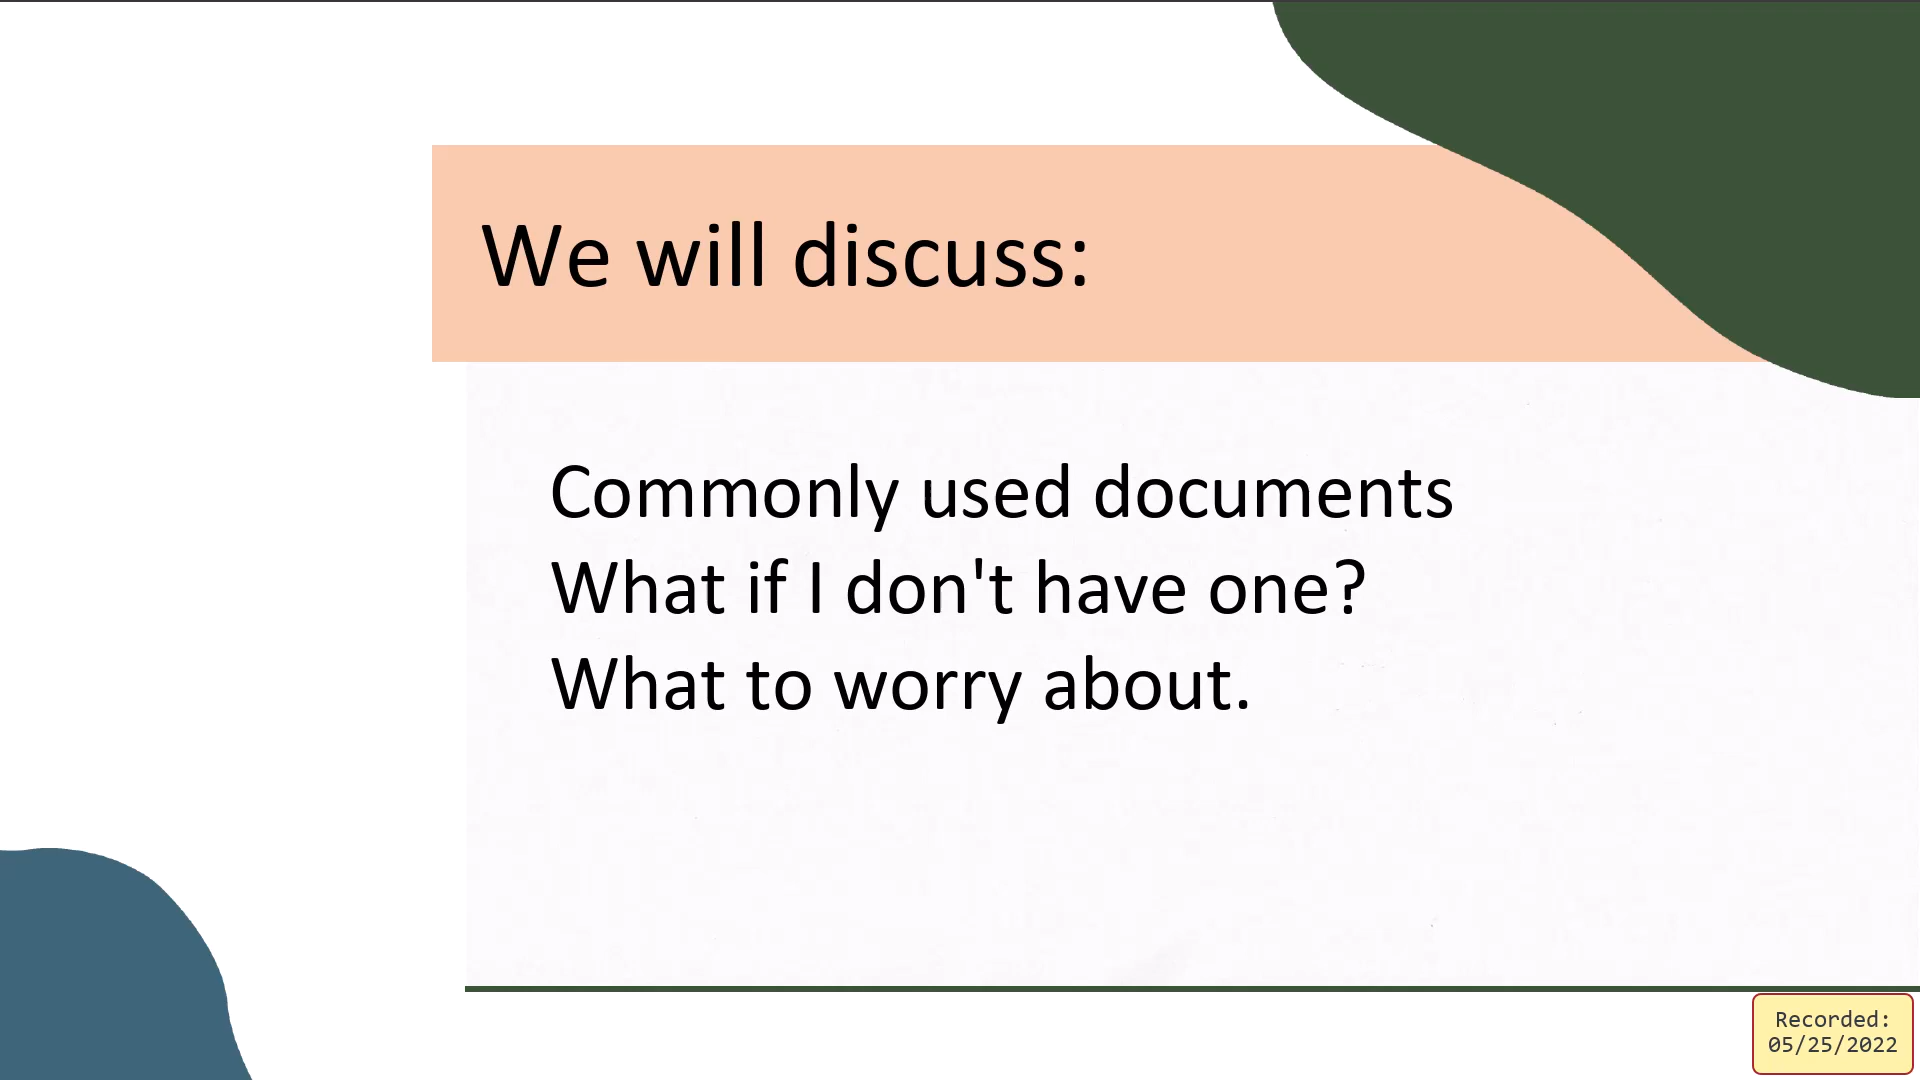 We will discuss:
Commonly used documents
What if I don't have one?
What to worry about.
Recorded:
05/25/2022